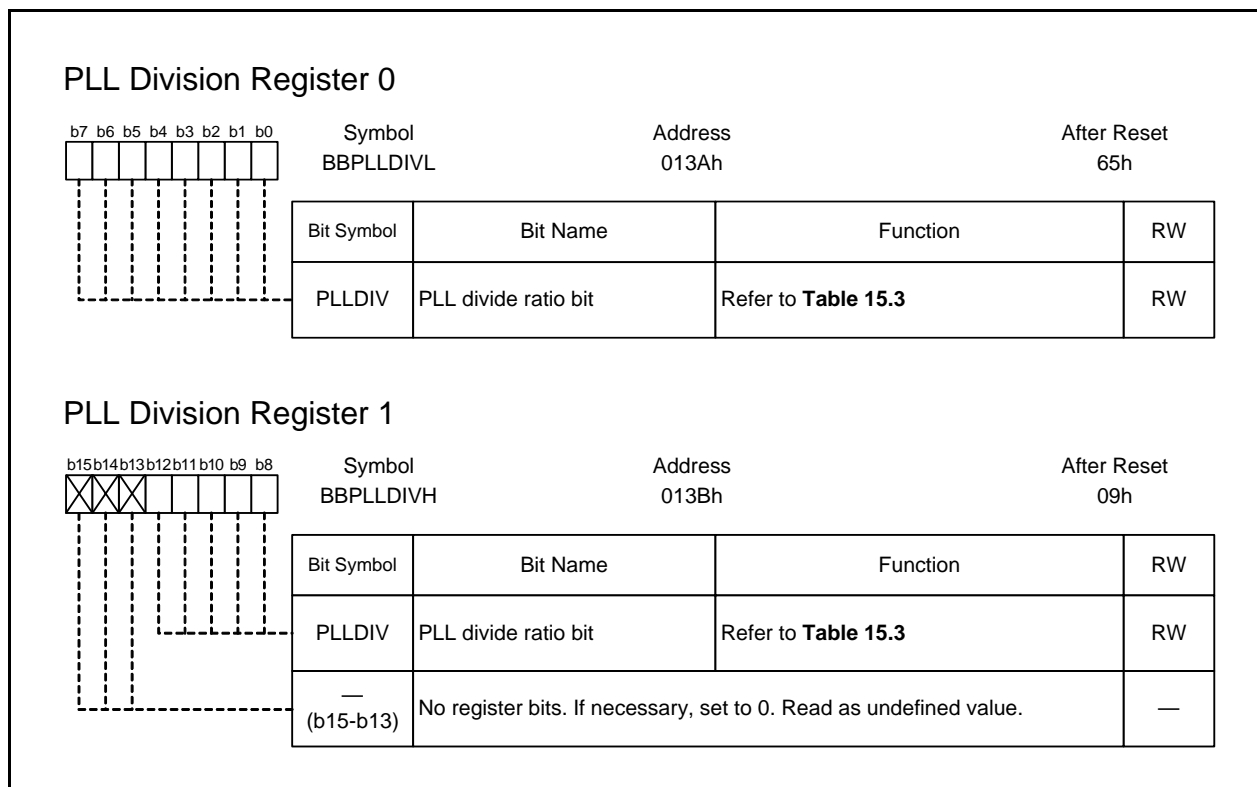 PLL Division Register 0
b7 b6 b5 b4 b3 b2 b1 b0
Symbol Address After Reset
BBPLLDIVL 013Ah 65h
Bit Symbol Bit Name Function RW
PLLDIV PLL divide ratio bit Refer to Table 15.3 RW
PLL Division Register 1
b15 b14 b13 b12 b11 b10 b9 b8
Symbol Address After Reset
BBPLLDIVH 013Bh 09h
Bit Symbol Bit Name Function RW
PLLDIV PLL divide ratio bit Refer to Table 15.3 RW
—
(b15-b13) No register bits. If necessary, set to 0. Read as undefined value. —